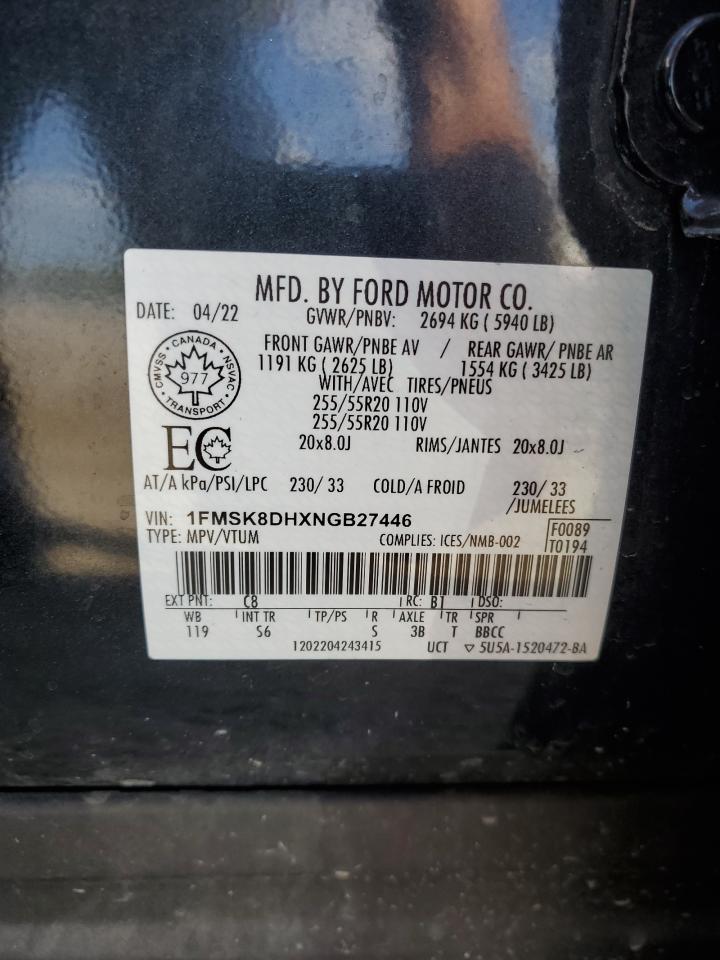 MFD. BY FORD MOTOR CO.
DATE: 04/22 GVWR/PNBV: 2694 KG ( 5940 LB)
FRONT GAWR/PNBE AV / REAR GAWR/ PNBE AR
1191 KG ( 2625 LB) 1554 KG ( 3425 LB)
WITH/AVEC TIRES/PNEUS
255/55R20 110V
255/55R20 110V
20x8.0J RIMS/JANTES 20x8.0J
CANADA
CMVSS NSVAC
977
TRANSPORT
EC
AT/A kPa/PSI/LPC 230/ 33 COLD/A FROID 230/ 33
/JUMELEES
VIN: 1FMSK8DHXNGB27446
F0089
TYPE: MPV/VTUM COMPLIES: ICES/NMB-002 T0194
EXT PNT: C8 RC: B1 DSO:
WB INT TR TP/PS R AXLE TR SPR
119 S6 S 3B T BBCC
1202204243415 UCT ▽ 5U5A-1520472-BA